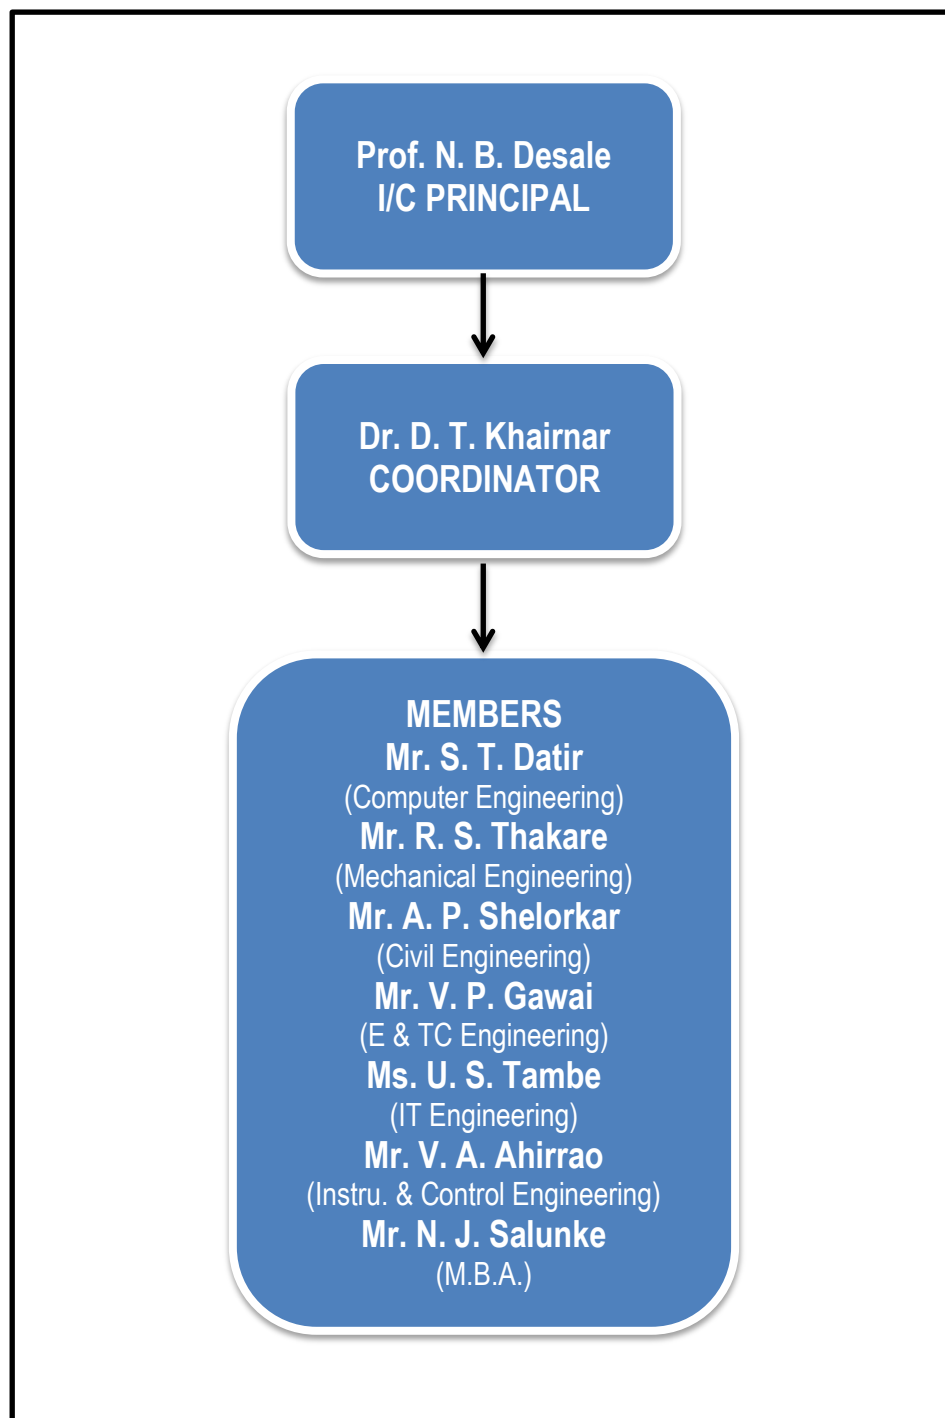 Prof. N. B. Desale
I/C PRINCIPAL
Dr. D. T. Khairnar
COORDINATOR
MEMBERS
Mr. S. T. Datir
(Computer Engineering)
Mr. R. S. Thakare
(Mechanical Engineering)
Mr. A. P. Shelorkar
(Civil Engineering)
Mr. V. P. Gawai
(E & TC Engineering)
Ms. U. S. Tambe
(IT Engineering)
Mr. V. A. Ahirrao
(Instru. & Control Engineering)
Mr. N. J. Salunke
(M.B.A.)